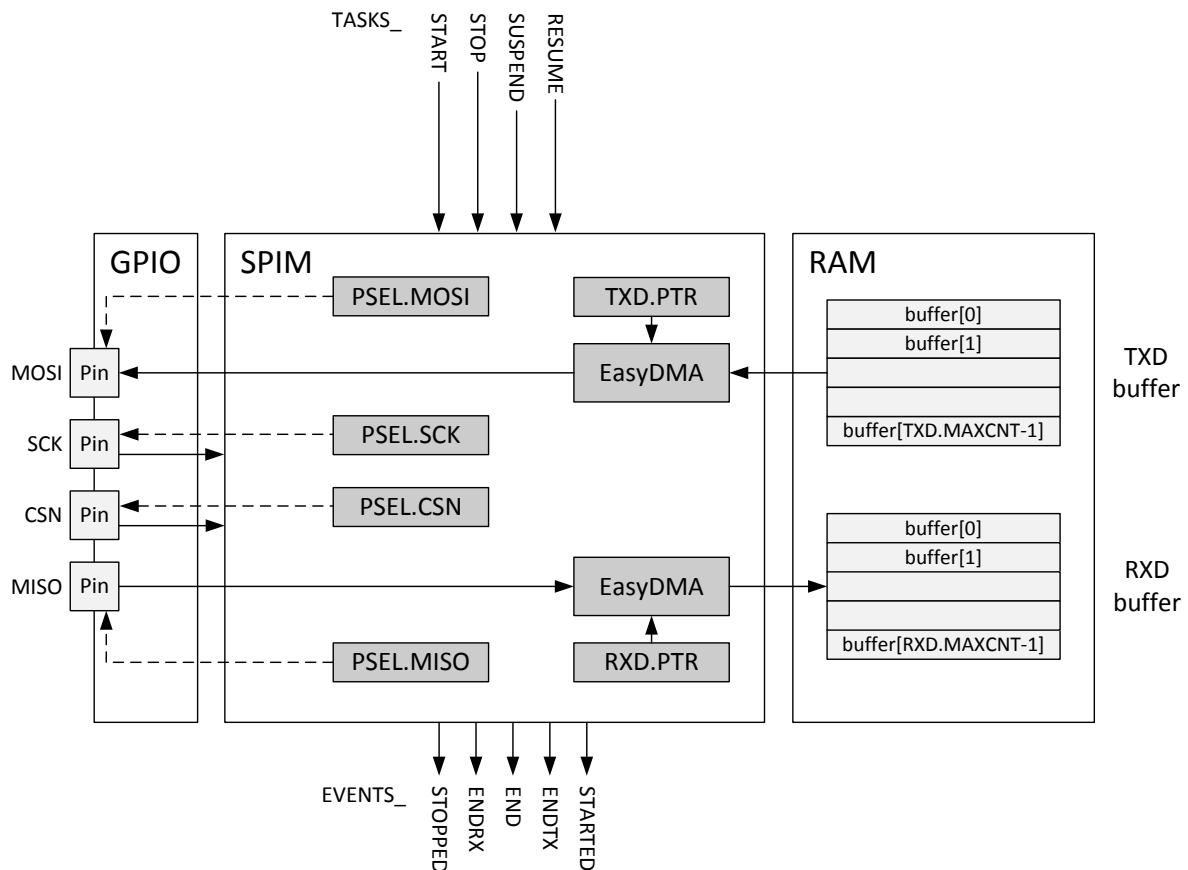 TASKS_
START
STOP
SUSPEND
RESUME
GPIO
SPIM
RAM
PSEL.MOSI
TXD.PTR
buffer[0]
buffer[1]
TXD
buffer
MOSI
Pin
EasyDMA
buffer[TXD.MAXCNT-1]
SCK
Pin
PSEL.SCK
CSN
Pin
PSEL.CSN
buffer[0]
buffer[1]
RXD
buffer
MISO
Pin
EasyDMA
buffer[RXD.MAXCNT-1]
PSEL.MISO
RXD.PTR
EVENTS_
STOPPED
ENDRX
END
ENDTX
STARTED